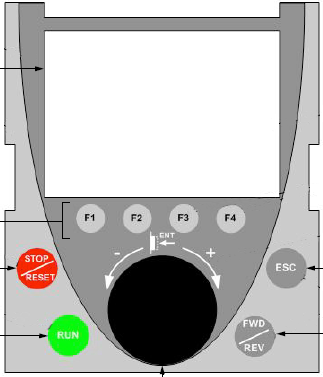 F1 F2 F3 F4
ENT
- +
STOP
RESET
ESC
RUN
FWD
REV